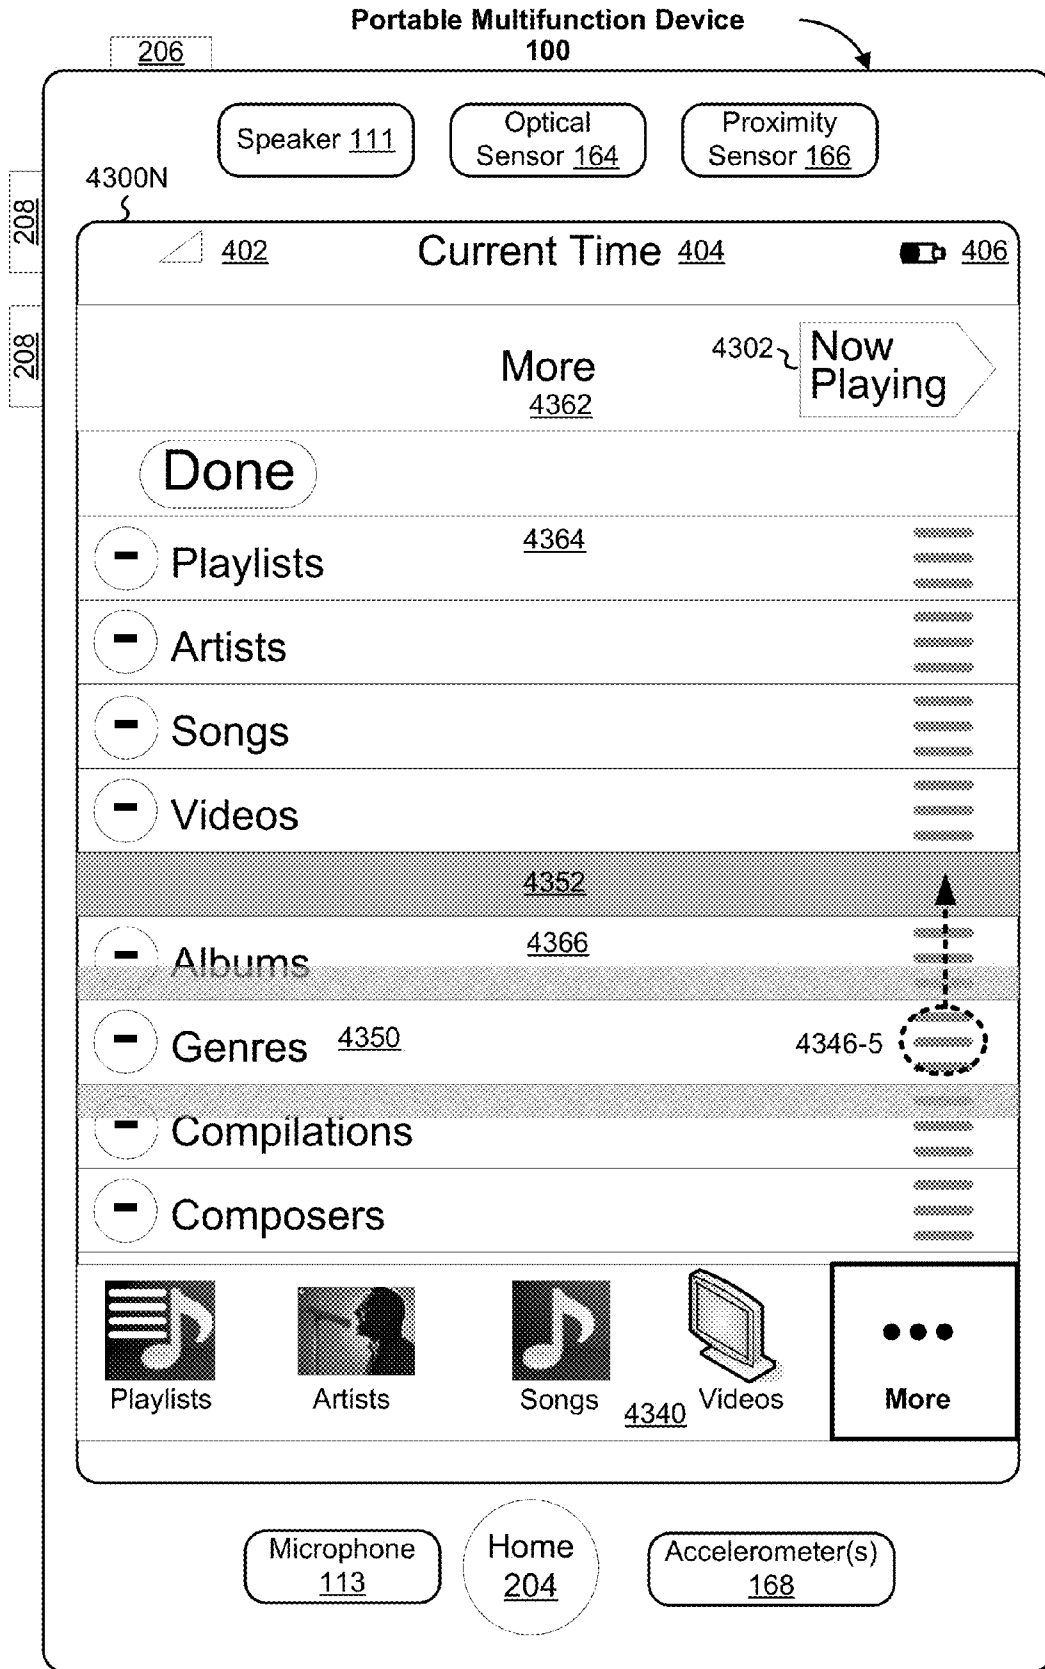 Portable Multifunction Device
100
206
Speaker 111
Optical
Sensor 164
Proximity
Sensor 166
4300N
208
208
402
Current Time 404
406
More
4362
4302
Now
Playing
Done
4364
- Playlists
- Artists
- Songs
- Videos
4352
4366
- Albums
- Genres 4350
4346-5
- Compilations
- Composers
Playlists
Artists
Songs
4340
Videos
More
Microphone
113
Home
204
Accelerometer(s)
168